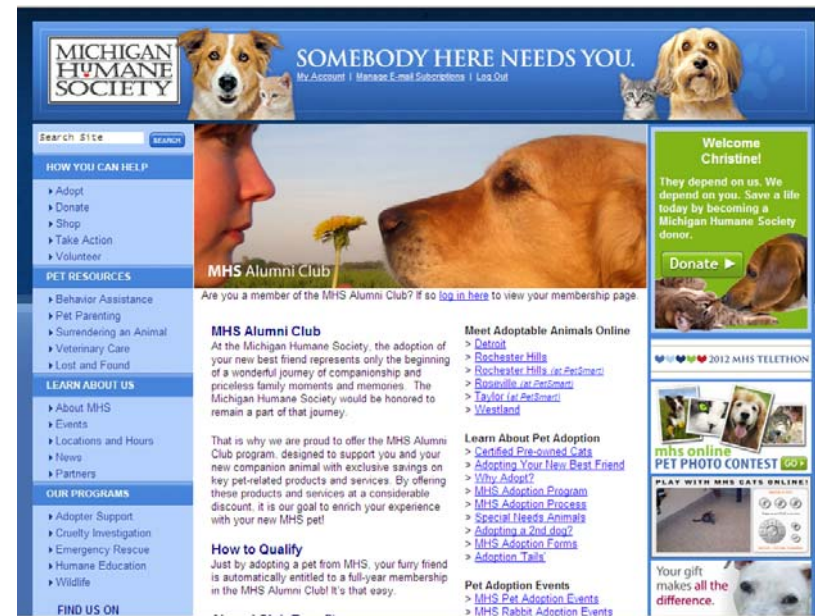 MICHIGAN
HUMANE
SOCIETY
SOMEBODY HERE NEEDS YOU.
My Account | Manage E-mail Subscriptions | Log Out
Search Site
SEARCH
HOW YOU CAN HELP
Adopt
Donate
Shop
Take Action
Volunteer
PET RESOURCES
Behavior Assistance
Pet Parenting
Surrendering an Animal
Veterinary Care
Lost and Found
LEARN ABOUT US
About MHS
Events
Locations and Hours
News
Partners
OUR PROGRAMS
Adopter Support
Cruelty Investigation
Emergency Rescue
Humane Education
Wildlife
FIND US ON
MHS Alumni Club
Are you a member of the MHS Alumni Club? If so log in here to view your membership page.
MHS Alumni Club
At the Michigan Humane Society, the adoption of
your new best friend represents only the beginning
of a wonderful journey of companionship and
priceless family moments and memories. The
Michigan Humane Society would be honored to
remain a part of that journey.
That is why we are proud to offer the MHS Alumni
Club program, designed to support you and your
new companion animal with exclusive savings on
key pet-related products and services. By offering
these products and services at a considerable
discount, it is our goal to enrich your experience
with your new MHS pet!
How to Qualify
Just by adopting a pet from MHS, your furry friend
is automatically entitled to a full-year membership
in the MHS Alumni Club! It's that easy.
Meet Adoptable Animals Online
> Detroit
> Rochester Hills
> Rochester Hills (at PetSmart)
> Roseville (at PetSmart)
> Taylor (at PetSmart)
> Westland
Learn About Pet Adoption
> Certified Pre-owned Cats
> Adopting Your New Best Friend
> Why Adopt?
> MHS Adoption Program
> MHS Adoption Process
> Special Needs Animals
> Adopting a 2nd dog?
> MHS Adoption Forms
> Adoption 'Tails'
Pet Adoption Events
> MHS Pet Adoption Events
> MHS Rabbit Adoption Events
Welcome
Christine!
They depend on us. We
depend on you. Save a life
today by becoming a
Michigan Humane Society
donor.
Donate
2012 MHS TELETHON
mhs online
PET PHOTO CONTEST GO
PLAY WITH MHS CATS ONLINE!
Your gift
makes all the
difference.